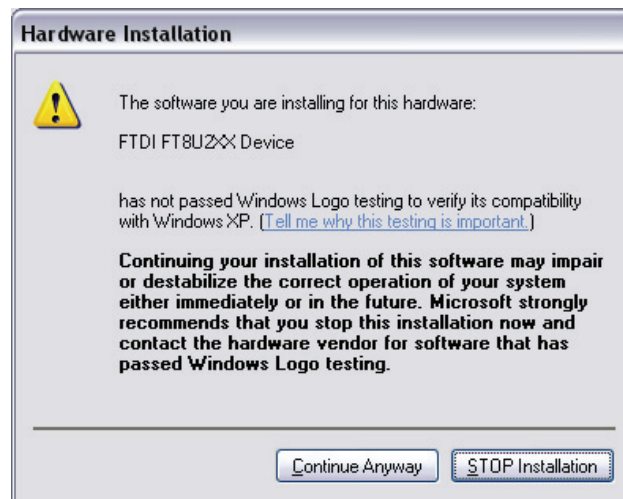 Hardware Installation
The software you are installing for this hardware:
FTDI FT8U2XX Device
has not passed Windows Logo testing to verify its compatibility
with Windows XP. (Tell me why this testing is important.)
Continuing your installation of this software may impair
or destabilize the correct operation of your system
either immediately or in the future. Microsoft strongly
recommends that you stop this installation now and
contact the hardware vendor for software that has
passed Windows Logo testing.
Continue Anyway
STOP Installation